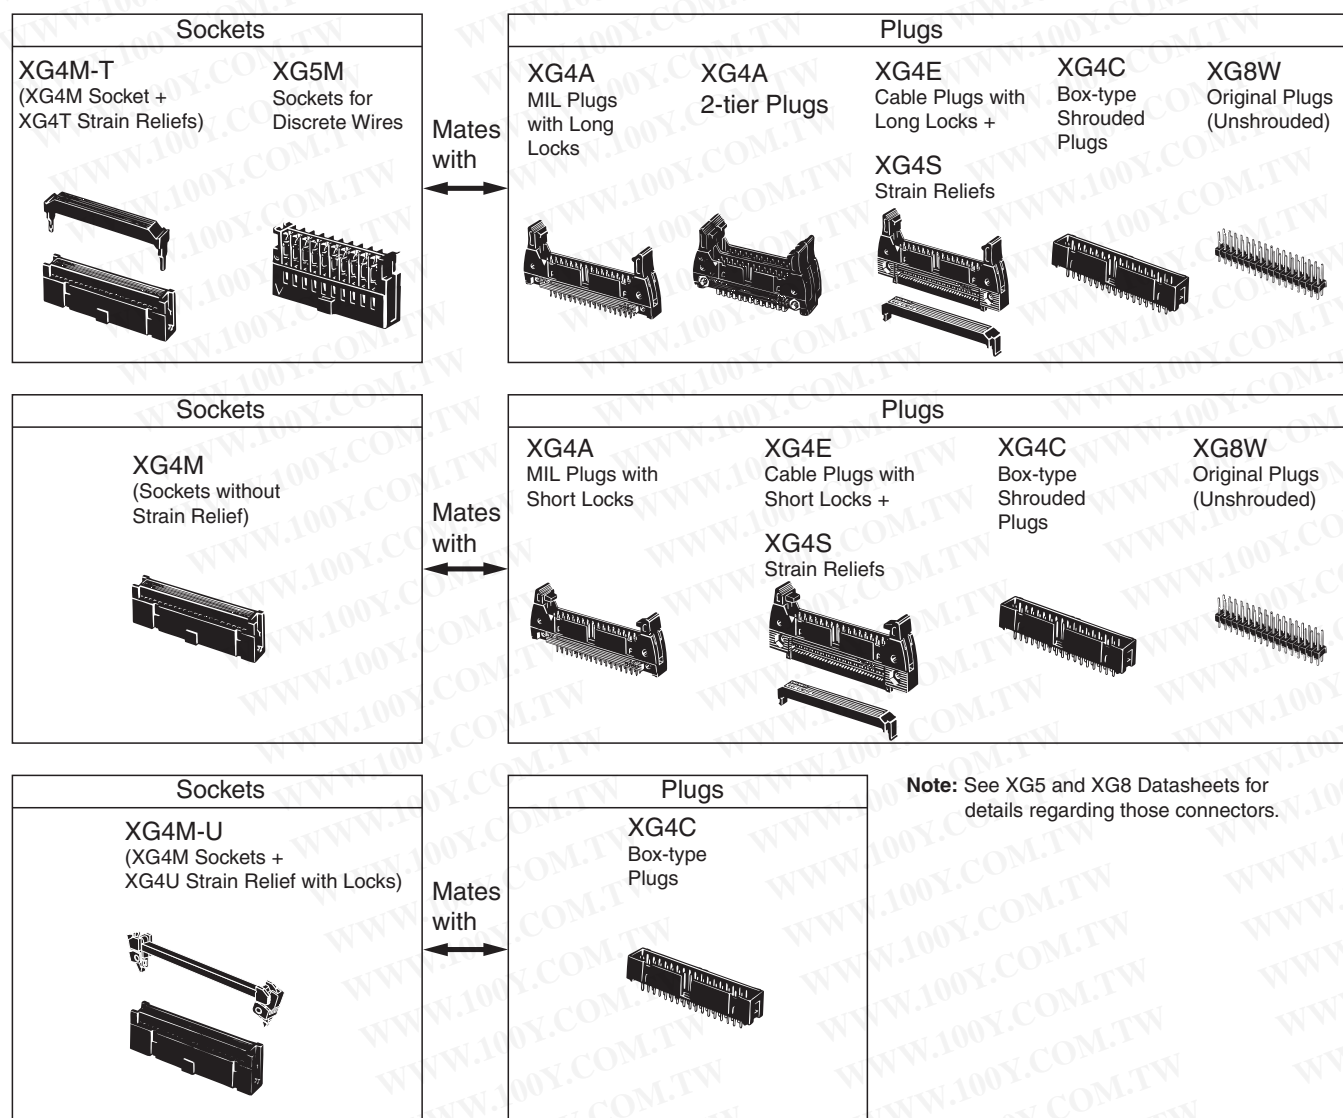 Sockets
XG4M-T
(XG4M Socket +
XG4T Strain Reliefs)
XG5M
Sockets for
Discrete Wires
Mates
with
Plugs
XG4A
MIL Plugs
with Long
Locks
XG4A
2-tier Plugs
XG4E
Cable Plugs with
Long Locks +
XG4S
Strain Reliefs
XG4C
Box-type
Shrouded
Plugs
XG8W
Original Plugs
(Unshrouded)
Sockets
XG4M
(Sockets without
Strain Relief)
Mates
with
Plugs
XG4A
MIL Plugs with
Short Locks
XG4E
Cable Plugs with
Short Locks +
XG4S
Strain Reliefs
XG4C
Box-type
Shrouded
Plugs
XG8W
Original Plugs
(Unshrouded)
Sockets
XG4M-U
(XG4M Sockets +
XG4U Strain Relief with Locks)
Mates
with
Plugs
XG4C
Box-type
Plugs
Note: See XG5 and XG8 Datasheets for
details regarding those connectors.
WWW.100Y.COM.TW